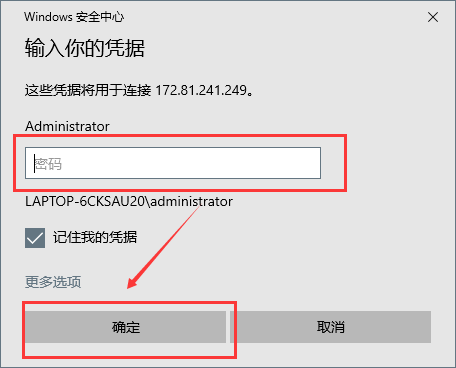 Windows 安全中心
输入你的凭据
这些凭据将用于连接 172.81.241.249。
Administrator
密码
LAPTOP-6CKSAU20\administrator
记住我的凭据
更多选项
确定 取消